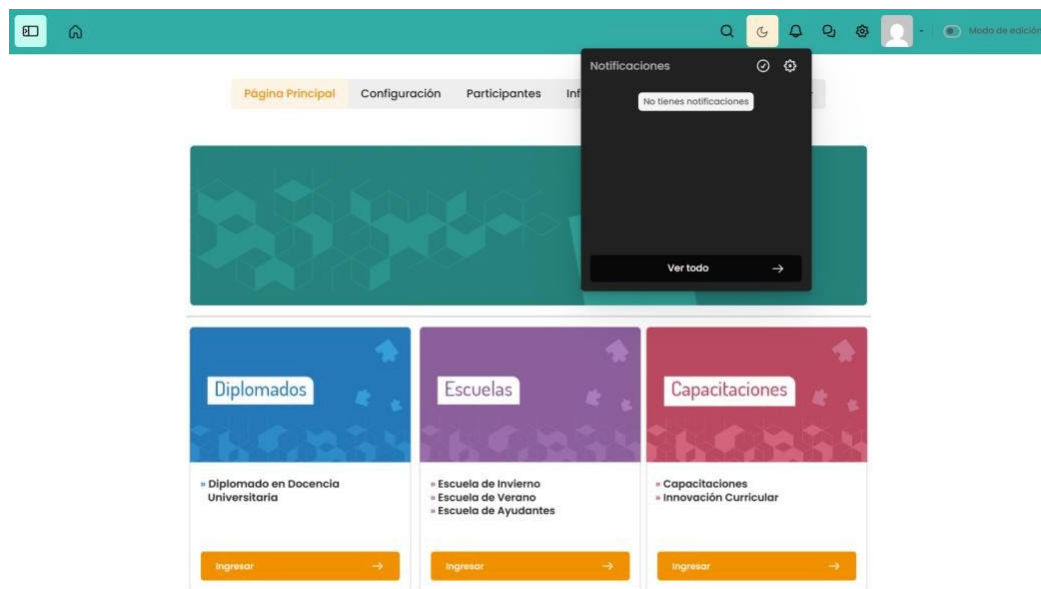 Modo de edición
Notificaciones
No tienes notificaciones
Ver todo
Página Principal Configuración Participantes
Diplomados
» Diplomado en Docencia
Universitaria
Ingresar
Escuelas
» Escuela de Invierno
» Escuela de Verano
» Escuela de Ayudantes
Ingresar
Capacitaciones
» Capacitaciones
» Innovación Curricular
Ingresar